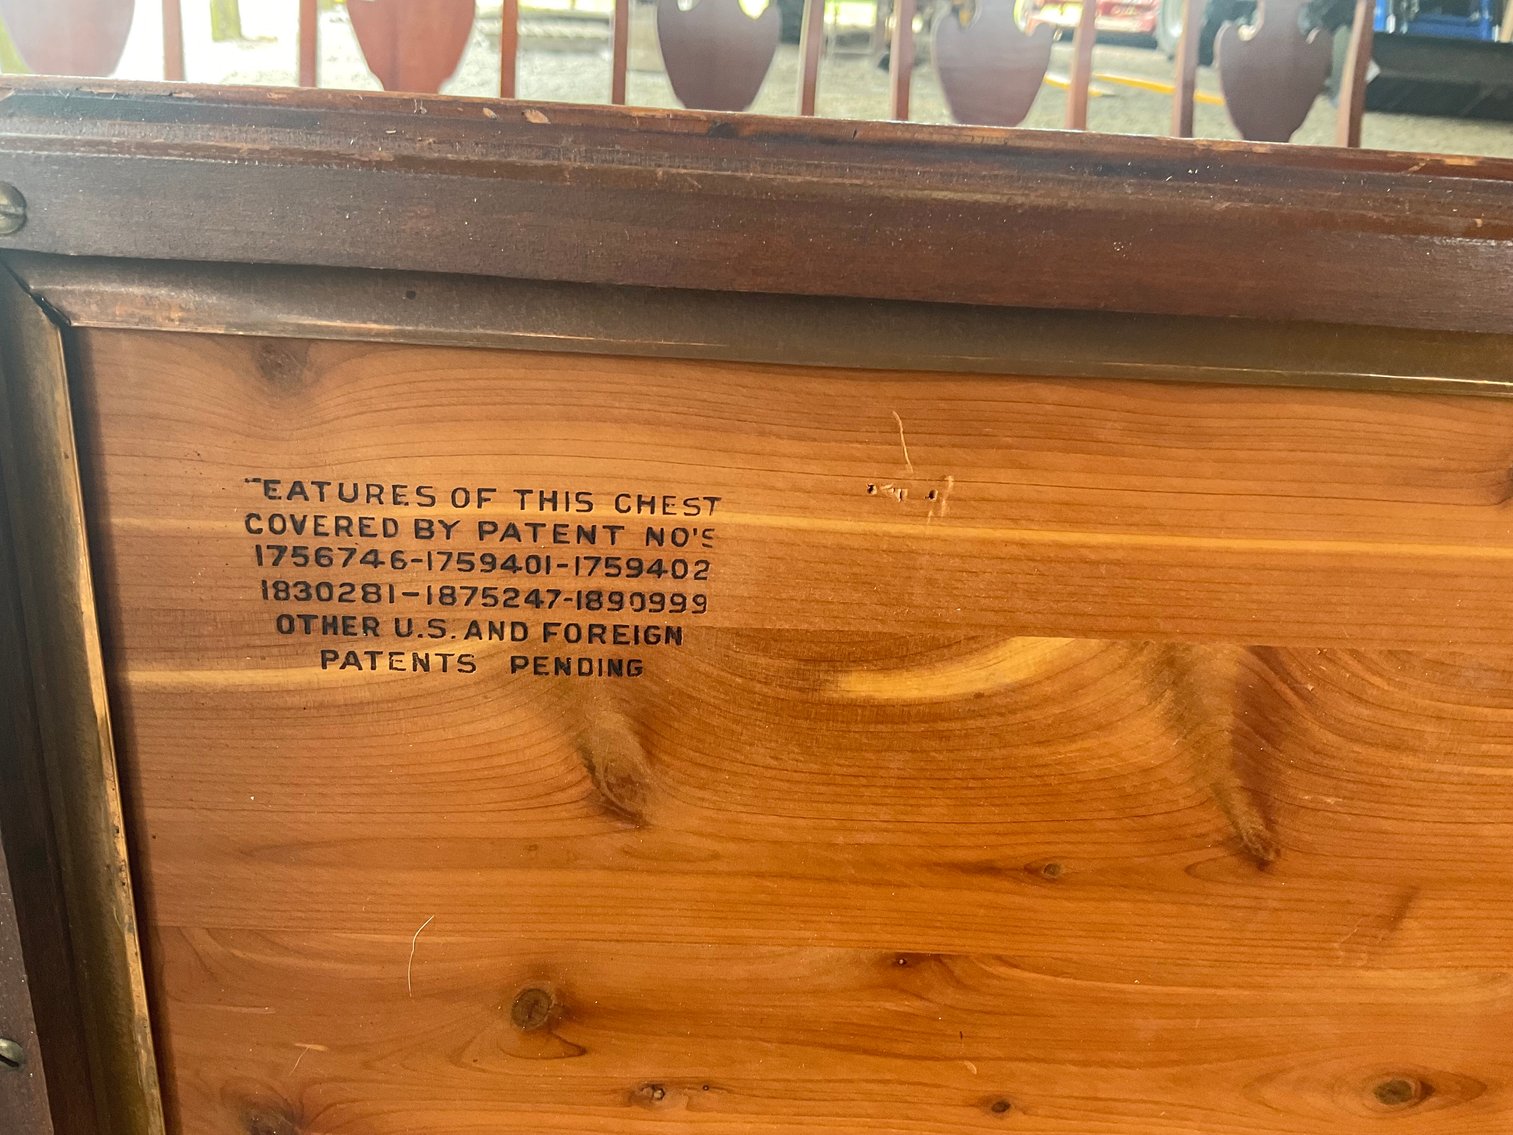 FEATURES OF THIS CHEST
COVERED BY PATENT NO'S
1756746-1759401-1759402
1830281-1875247-1890999
OTHER U.S. AND FOREIGN
PATENTS PENDING